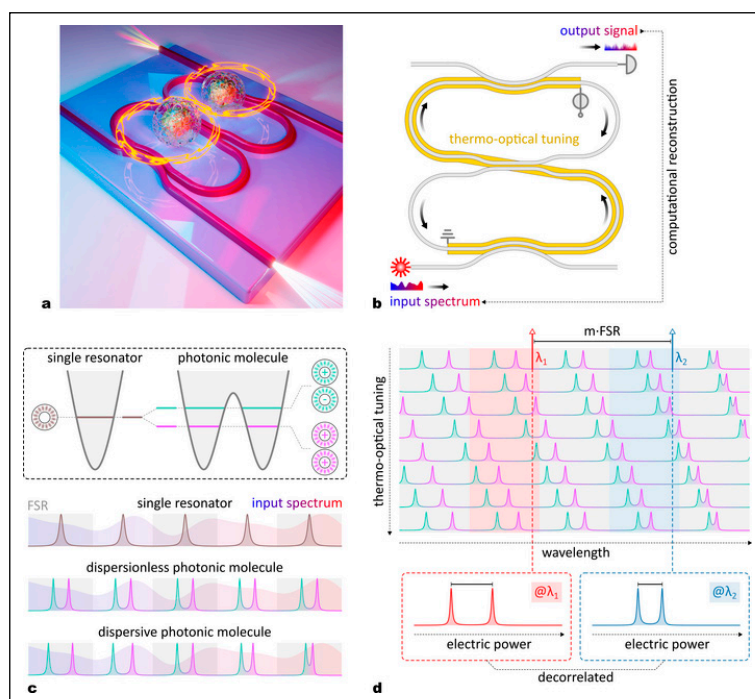 a
output signal
thermo-optical tuning
computational reconstruction
b
input spectrum
single resonator
photonic molecule
+
-
+
+
FSR
single resonator
input spectrum
dispersionless photonic molecule
dispersive photonic molecule
c
m·FSR
λ1
λ2
thermo-optical tuning
wavelength
@λ1
@λ2
electric power
electric power
decorrelated
d